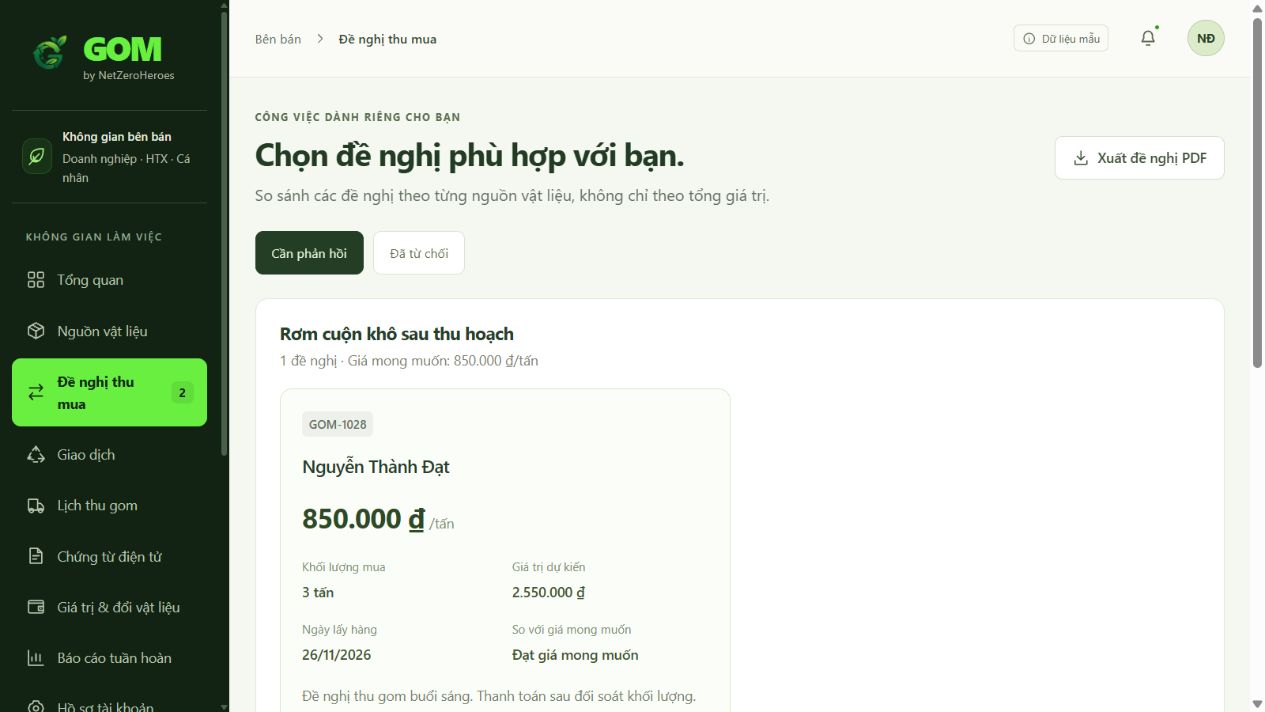 GOM
by NetZeroHeroes
Không gian bên bán
Doanh nghiệp · HTX · Cá
nhân
KHÔNG GIAN LÀM VIỆC
Tổng quan
Nguồn vật liệu
Đề nghị thu
mua
2
Giao dịch
Lịch thu gom
Chứng từ điện tử
Giá trị & đổi vật liệu
Báo cáo tuần hoàn
Hồ sơ tài khoản
Bên bán > Đề nghị thu mua
Dữ liệu mẫu
NĐ
CÔNG VIỆC DÀNH RIÊNG CHO BẠN
Chọn đề nghị phù hợp với bạn.
So sánh các đề nghị theo từng nguồn vật liệu, không chỉ theo tổng giá trị.
Xuất đề nghị PDF
Cần phản hồi
Đã từ chối
Rơm cuộn khô sau thu hoạch
1 đề nghị · Giá mong muốn: 850.000 ₫/tấn
GOM-1028
Nguyễn Thành Đạt
850.000 ₫ /tấn
Khối lượng mua
3 tấn
Giá trị dự kiến
2.550.000 ₫
Ngày lấy hàng
26/11/2026
So với giá mong muốn
Đạt giá mong muốn
Đề nghị thu gom buổi sáng. Thanh toán sau đối soát khối lượng.